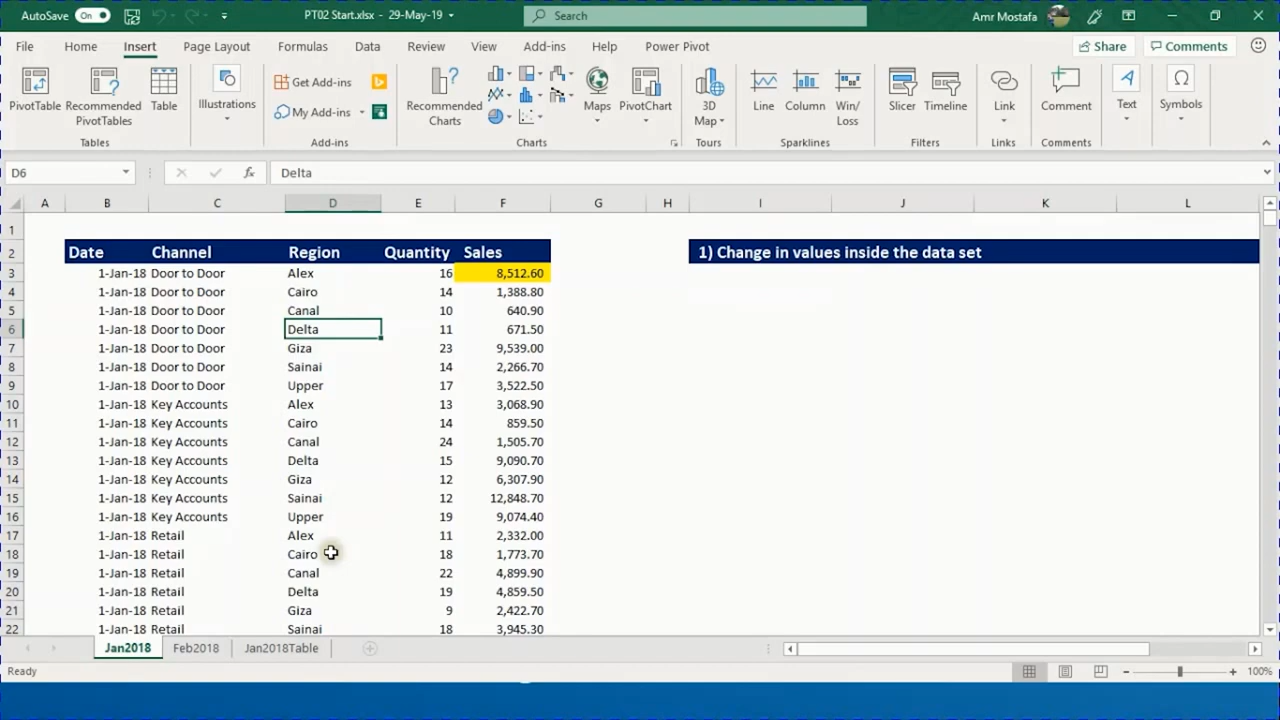 AutoSave On PT02 Start.xlsx - 29-May-19 Search Amr Mostafa
File Home Insert Page Layout Formulas Data Review View Add-ins Help Power Pivot Share Comments
PivotTable Recommended PivotTables Table Illustrations Get Add-ins My Add-ins Recommended Charts Maps PivotChart 3D Map Line Column Win/Loss Slicer Timeline Link Comment Text Symbols
Tables Add-ins Charts Tours Sparklines Filters Links Comments
D6 fx Delta
A B C D E F G H I J K L
1
2 Date Channel Region Quantity Sales 1) Change in values inside the data set
3 1-Jan-18 Door to Door Alex 16 8,512.60
4 1-Jan-18 Door to Door Cairo 14 1,388.80
5 1-Jan-18 Door to Door Canal 10 640.90
6 1-Jan-18 Door to Door Delta 11 671.50
7 1-Jan-18 Door to Door Giza 23 9,539.00
8 1-Jan-18 Door to Door Sainai 14 2,266.70
9 1-Jan-18 Door to Door Upper 17 3,522.50
10 1-Jan-18 Key Accounts Alex 13 3,068.90
11 1-Jan-18 Key Accounts Cairo 14 859.50
12 1-Jan-18 Key Accounts Canal 24 1,505.70
13 1-Jan-18 Key Accounts Delta 15 9,090.70
14 1-Jan-18 Key Accounts Giza 12 6,307.90
15 1-Jan-18 Key Accounts Sainai 12 12,848.70
16 1-Jan-18 Key Accounts Upper 19 9,074.40
17 1-Jan-18 Retail Alex 11 2,332.00
18 1-Jan-18 Retail Cairo 18 1,773.70
19 1-Jan-18 Retail Canal 22 4,899.90
20 1-Jan-18 Retail Delta 19 4,859.50
21 1-Jan-18 Retail Giza 9 2,422.70
22 1-Jan-18 Retail Sainai 18 3,945.30
Jan2018 Feb2018 Jan2018Table
Ready 100%